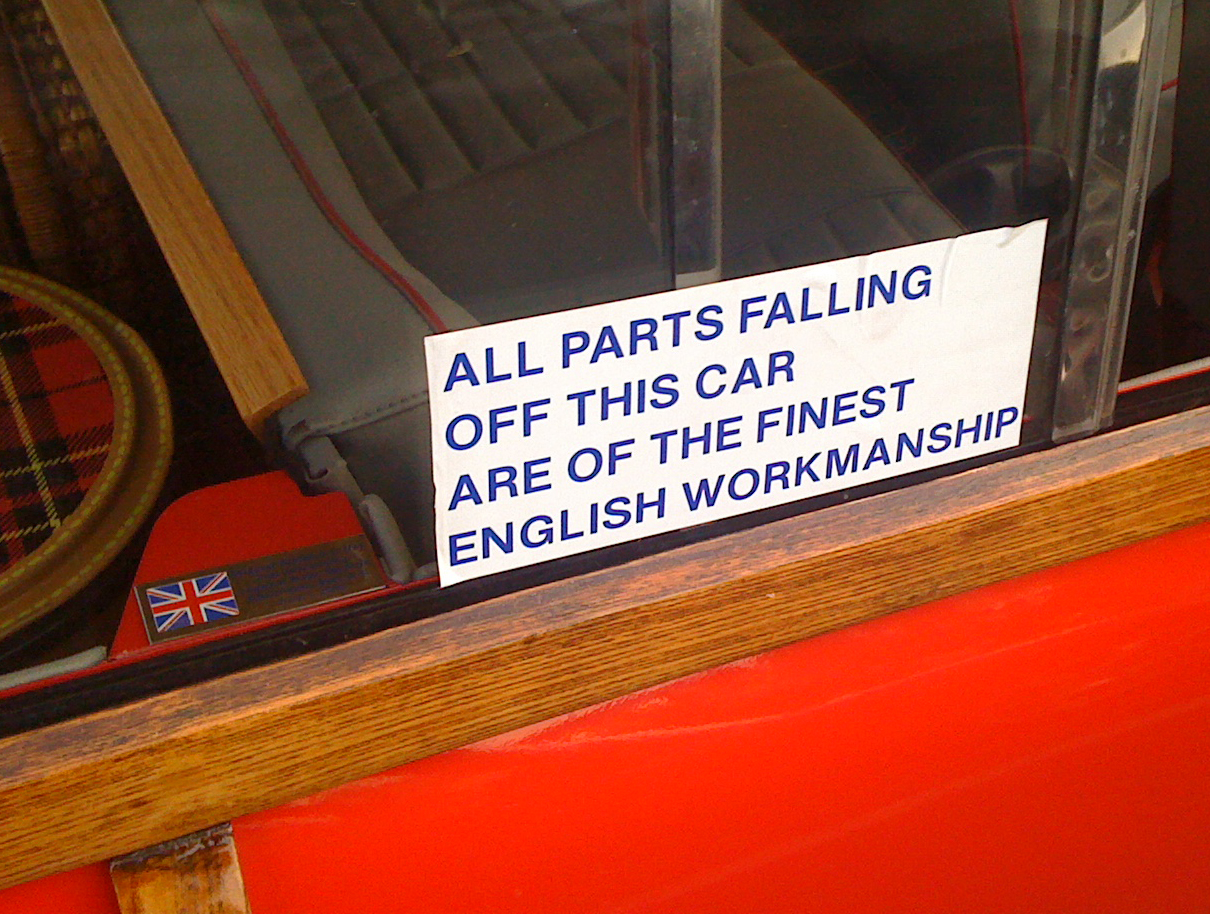 ALL PARTS FALLING
OFF THIS CAR
ARE OF THE FINEST
ENGLISH WORKMANSHIP